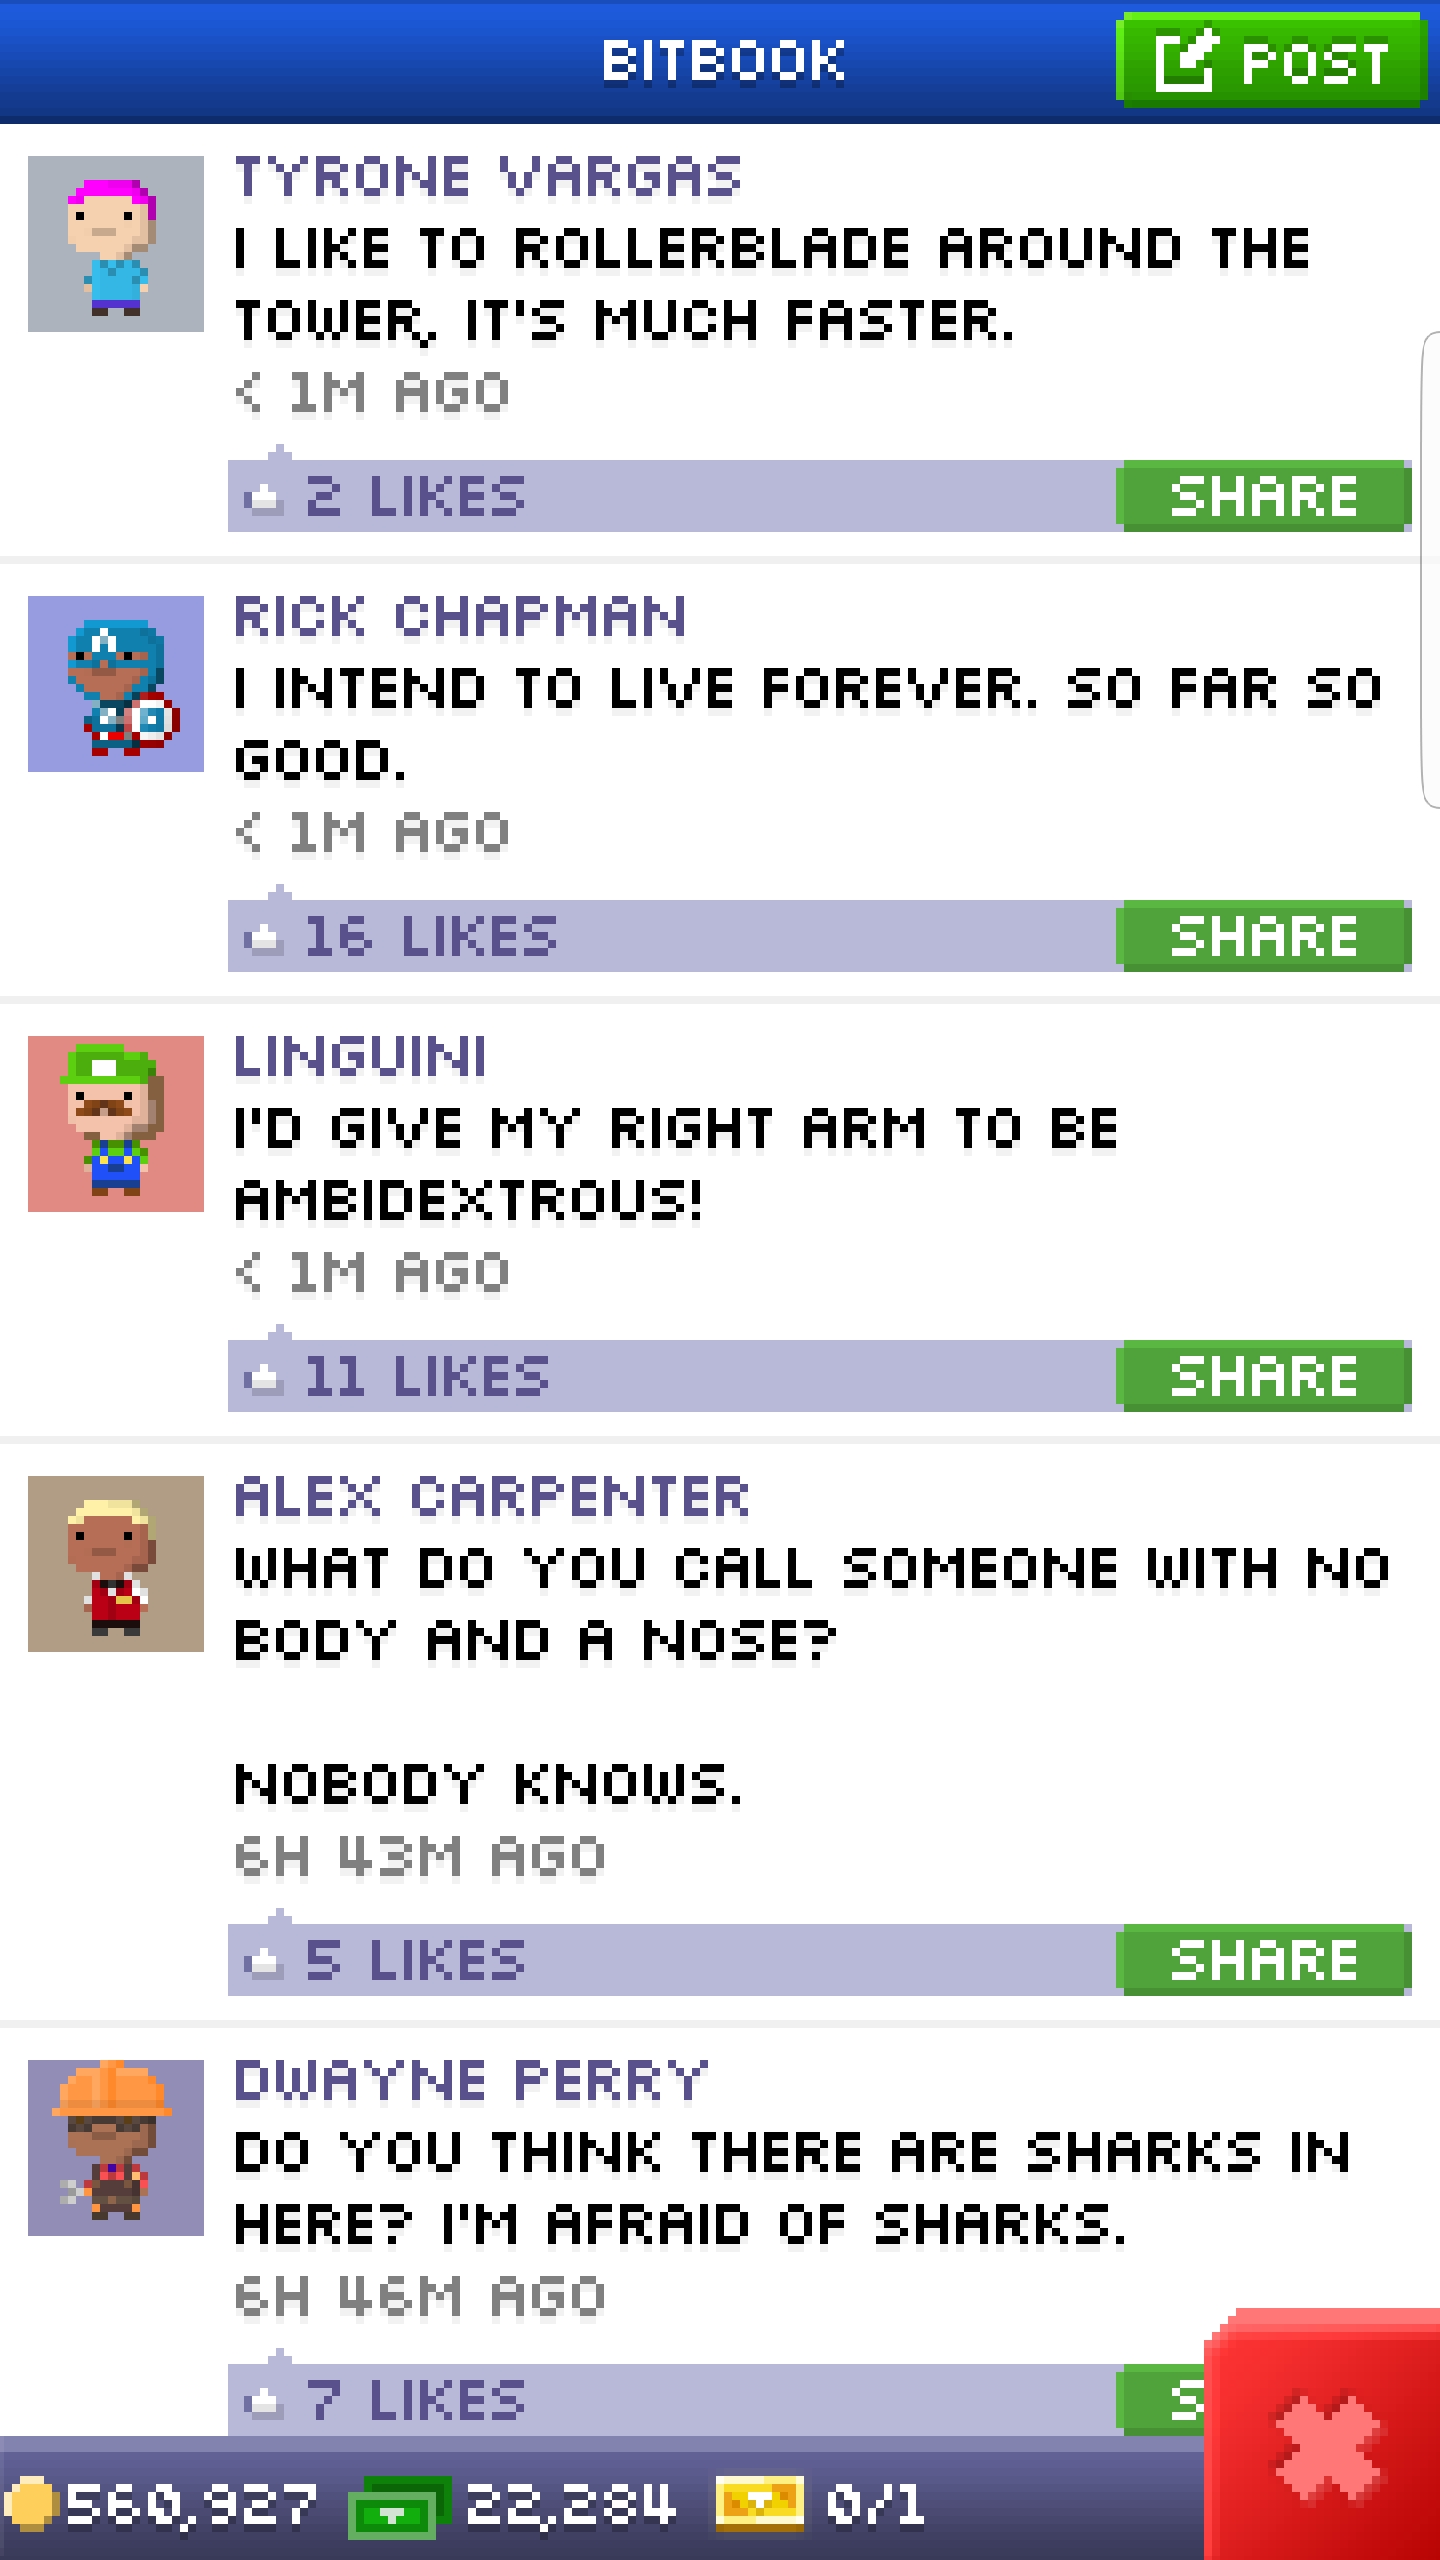 BITBOOK
POST
TYRONE VARGAS
I LIKE TO ROLLERBLADE AROUND THE
TOWER, IT'S MUCH FASTER.
< 1M AGO
2 LIKES
SHARE
RICK CHAPMAN
I INTEND TO LIVE FOREVER. SO FAR SO
GOOD.
< 1M AGO
16 LIKES
SHARE
LINGUINI
I'D GIVE MY RIGHT ARM TO BE
AMBIDEXTROUS!
< 1M AGO
11 LIKES
SHARE
ALEX CARPENTER
WHAT DO YOU CALL SOMEONE WITH NO
BODY AND A NOSE?
NOBODY KNOWS.
6H 43M AGO
5 LIKES
SHARE
DWAYNE PERRY
DO YOU THINK THERE ARE SHARKS IN
HERE? I'M AFRAID OF SHARKS.
6H 46M AGO
7 LIKES
560,927
22,284
0/1